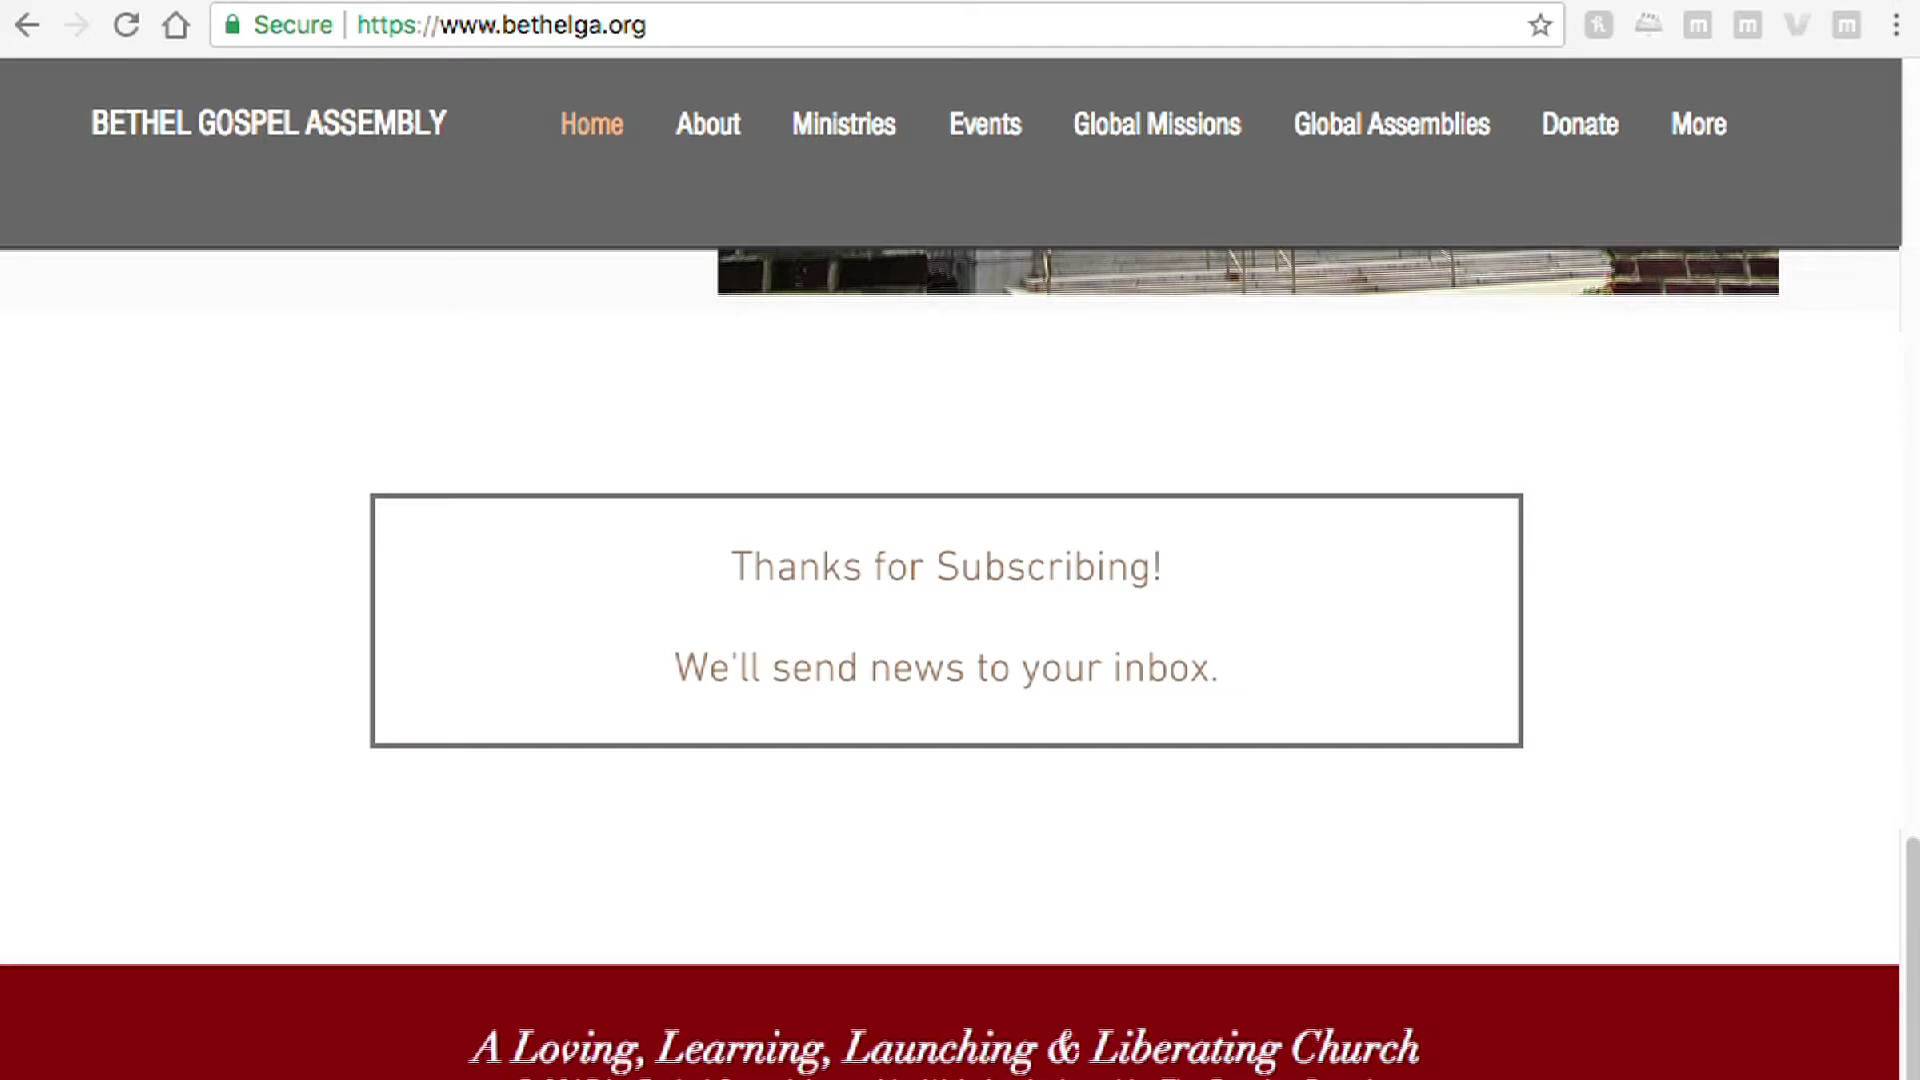 Secure https://www.bethelga.org
BETHEL GOSPEL ASSEMBLY Home About Ministries Events Global Missions Global Assemblies Donate More
Thanks for Subscribing!
We'll send news to your inbox.
A Loving, Learning, Launching & Liberating Church